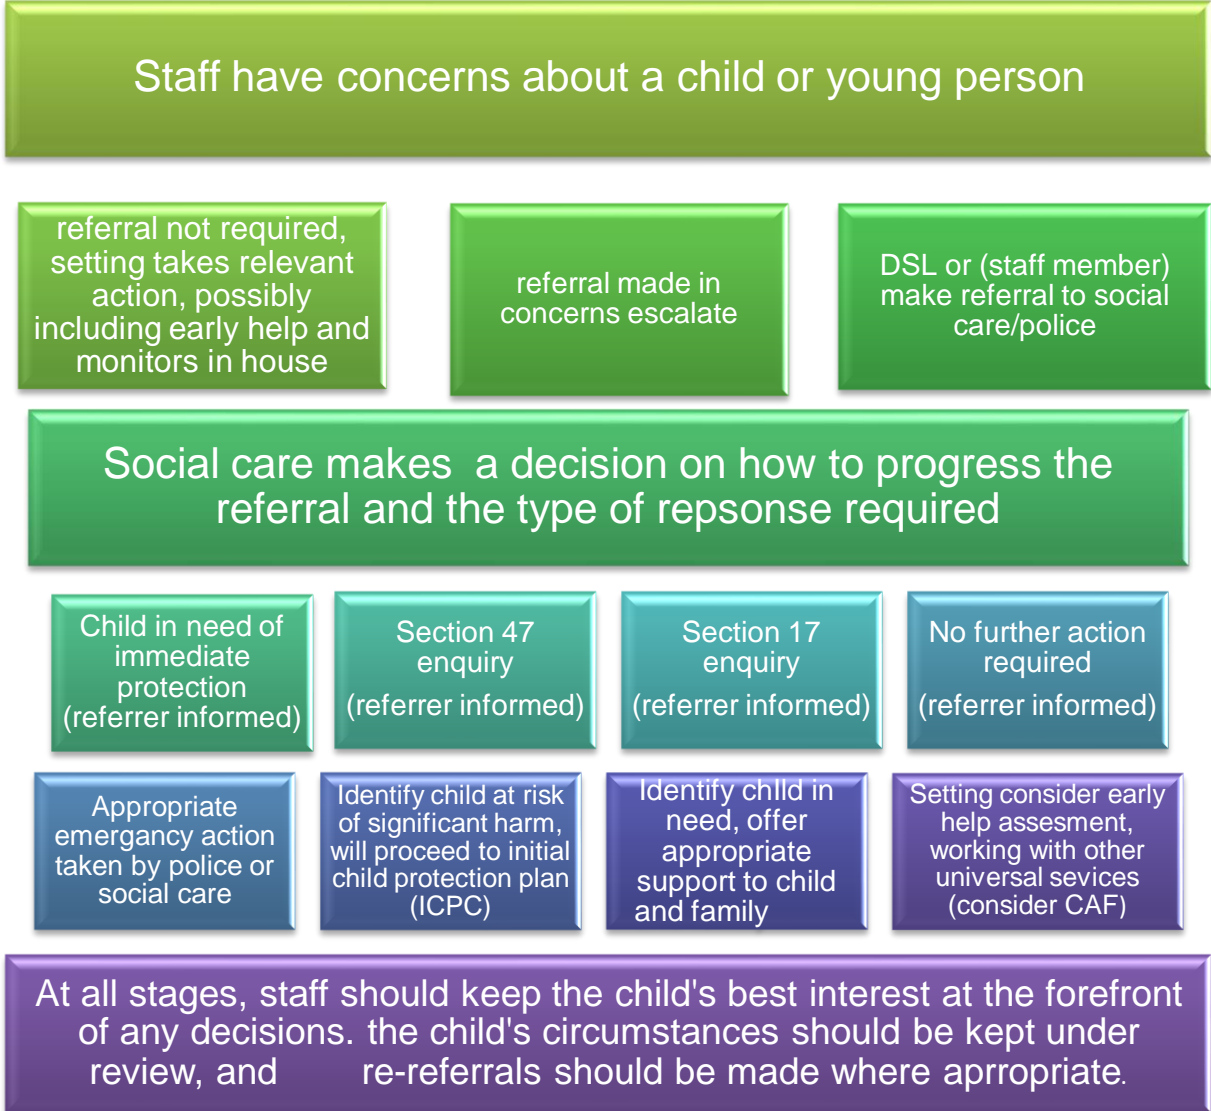 Staff have concerns about a child or young person
referral not required,
setting takes relevant
action, possibly
including early help and
monitors in house
referral made in
concerns escalate
DSL or (staff member)
make referral to social
care/police
Social care makes  a decision on how to progress the
referral and the type of repsonse required
Child in need of
immediate
protection
(referrer informed)
Section 47
enquiry
(referrer informed)
Section 17
enquiry
(referrer informed)
No further action
required
(referrer informed)
Appropriate
emergancy action
taken by police or
social care
Identify child at risk
of significant harm,
will proceed to initial
child protection plan
(ICPC)
Identify chIld in
need, offer
appropriate
support to child
and family
Setting consider early
help assesment,
working with other
universal sevices
(consider CAF)
At all stages, staff should keep the child's best interest at the forefront
of any decisions. the child's circumstances should be kept under
review, and      re-referrals should be made where aprropriate.